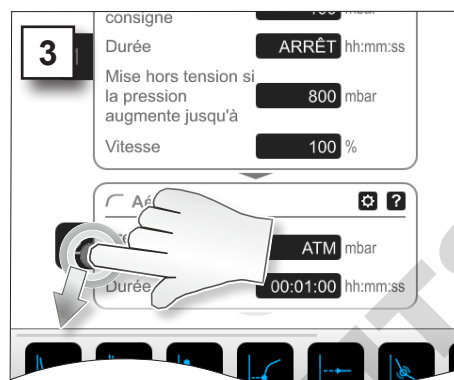 3
consigne
mbar
Durée ARRÊT hh:mm:ss
Mise hors tension si
la pression 800 mbar
augmente jusqu'à
Vitesse 100 %
?
ATM mbar
Durée 00:01:00 hh:mm:ss